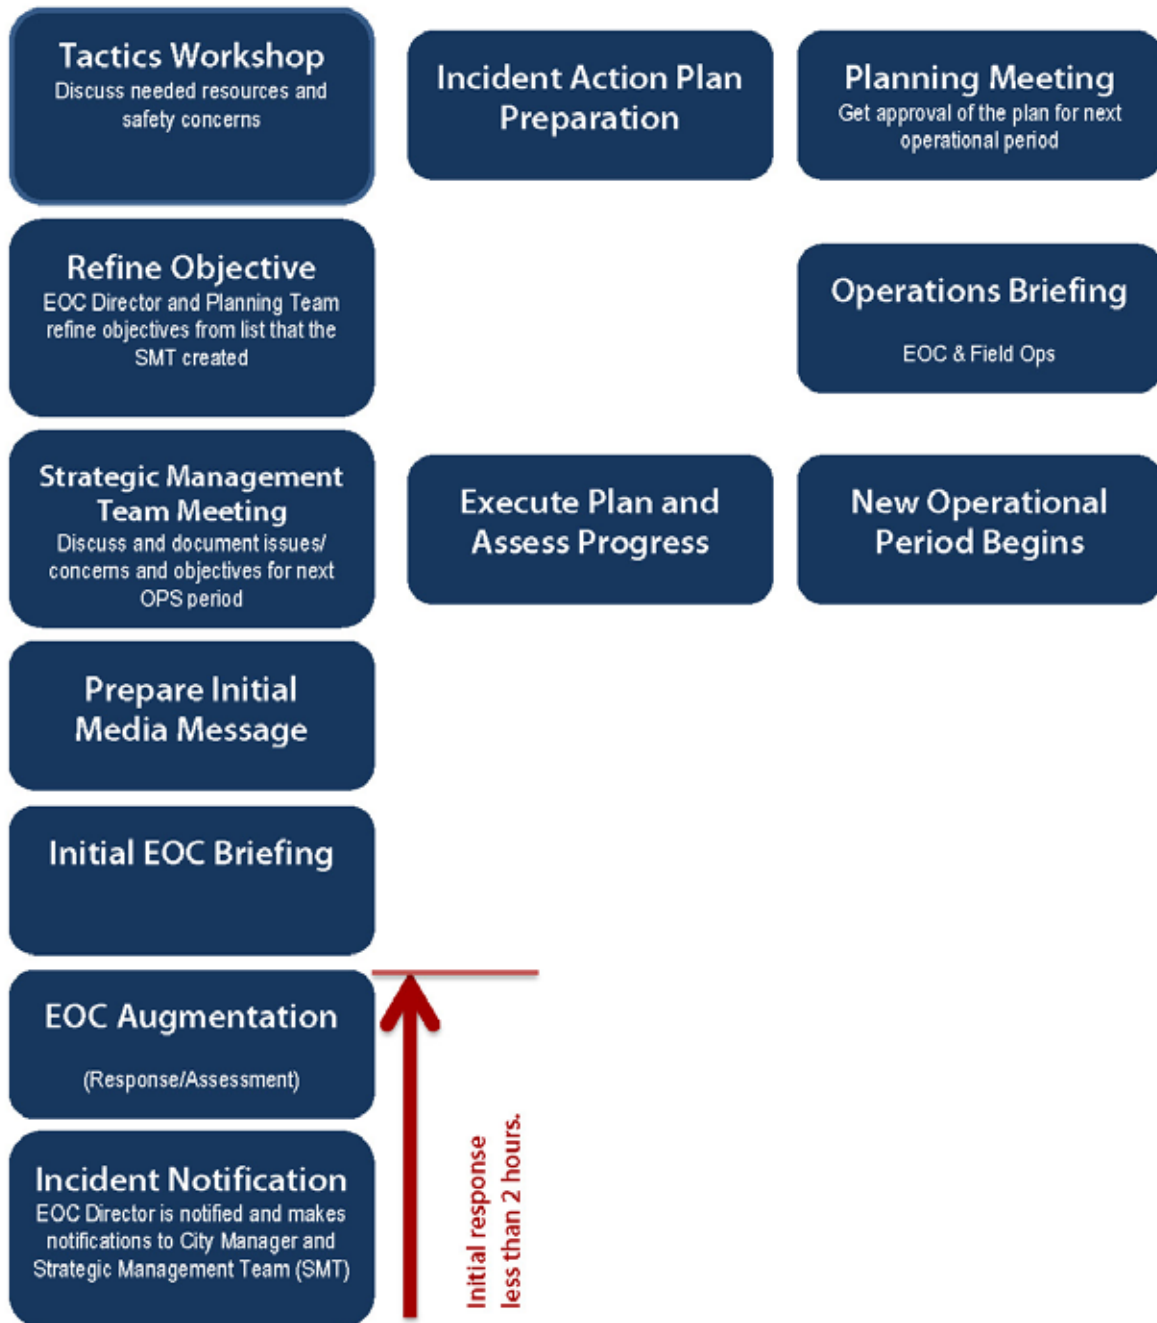 Tactics Workshop
Discuss needed resources and
safety concerns
Incident Action Plan
Preparation
Planning Meeting
Get approval of the plan for next
operational period
Refine Objective
EOC Director and Planning Team
refine objectives from list that the
SMT created
Operations Briefing
EOC & Field Ops
Strategic Management
Team Meeting
Discuss and document issues/
concerns and objectives for next
OPS period
Execute Plan and
Assess Progress
New Operational
Period Begins
Prepare Initial
Media Message
Initial EOC Briefing
EOC Augmentation
(Response/Assessment)
Incident Notification
EOC Director is notified and makes
notifications to City Manager and
Strategic Management Team (SMT)
Initial response
less than 2 hours.